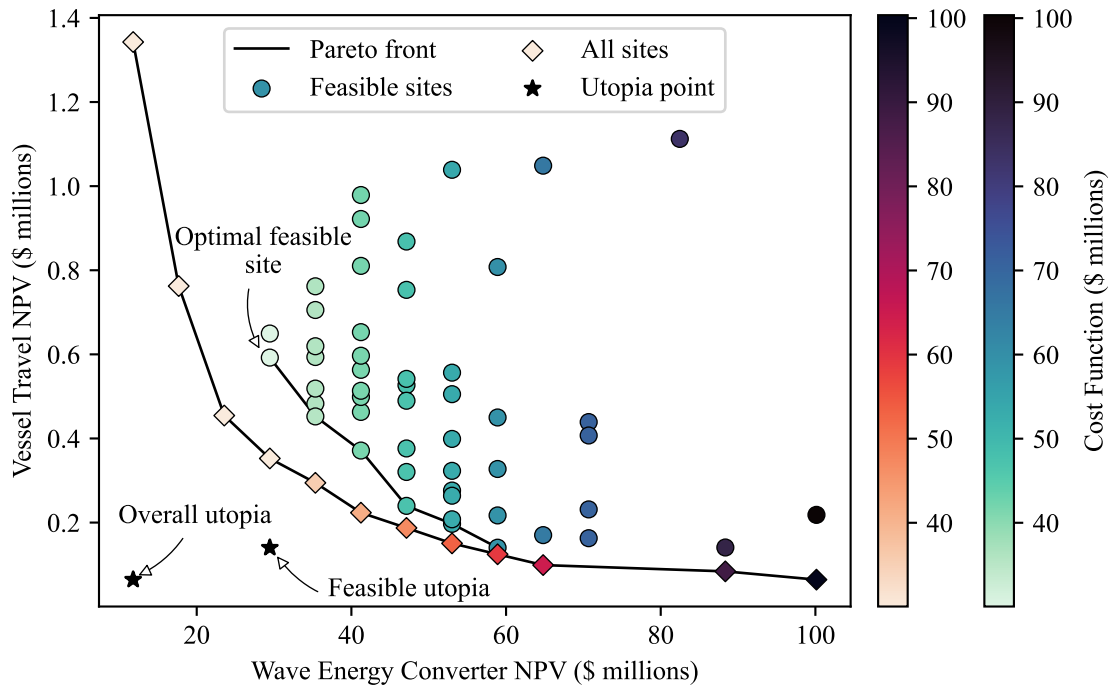 1.4
1.2
1.0
0.8
0.6
0.4
0.2
Vessel Travel NPV ($ millions)
Pareto front
Feasible sites
All sites
Utopia point
Optimal feasible
site
Overall utopia
Feasible utopia
20
40
60
80
100
Wave Energy Converter NPV ($ millions)
100
90
80
70
60
50
40
100
90
80
70
60
50
40
Cost Function ($ millions)